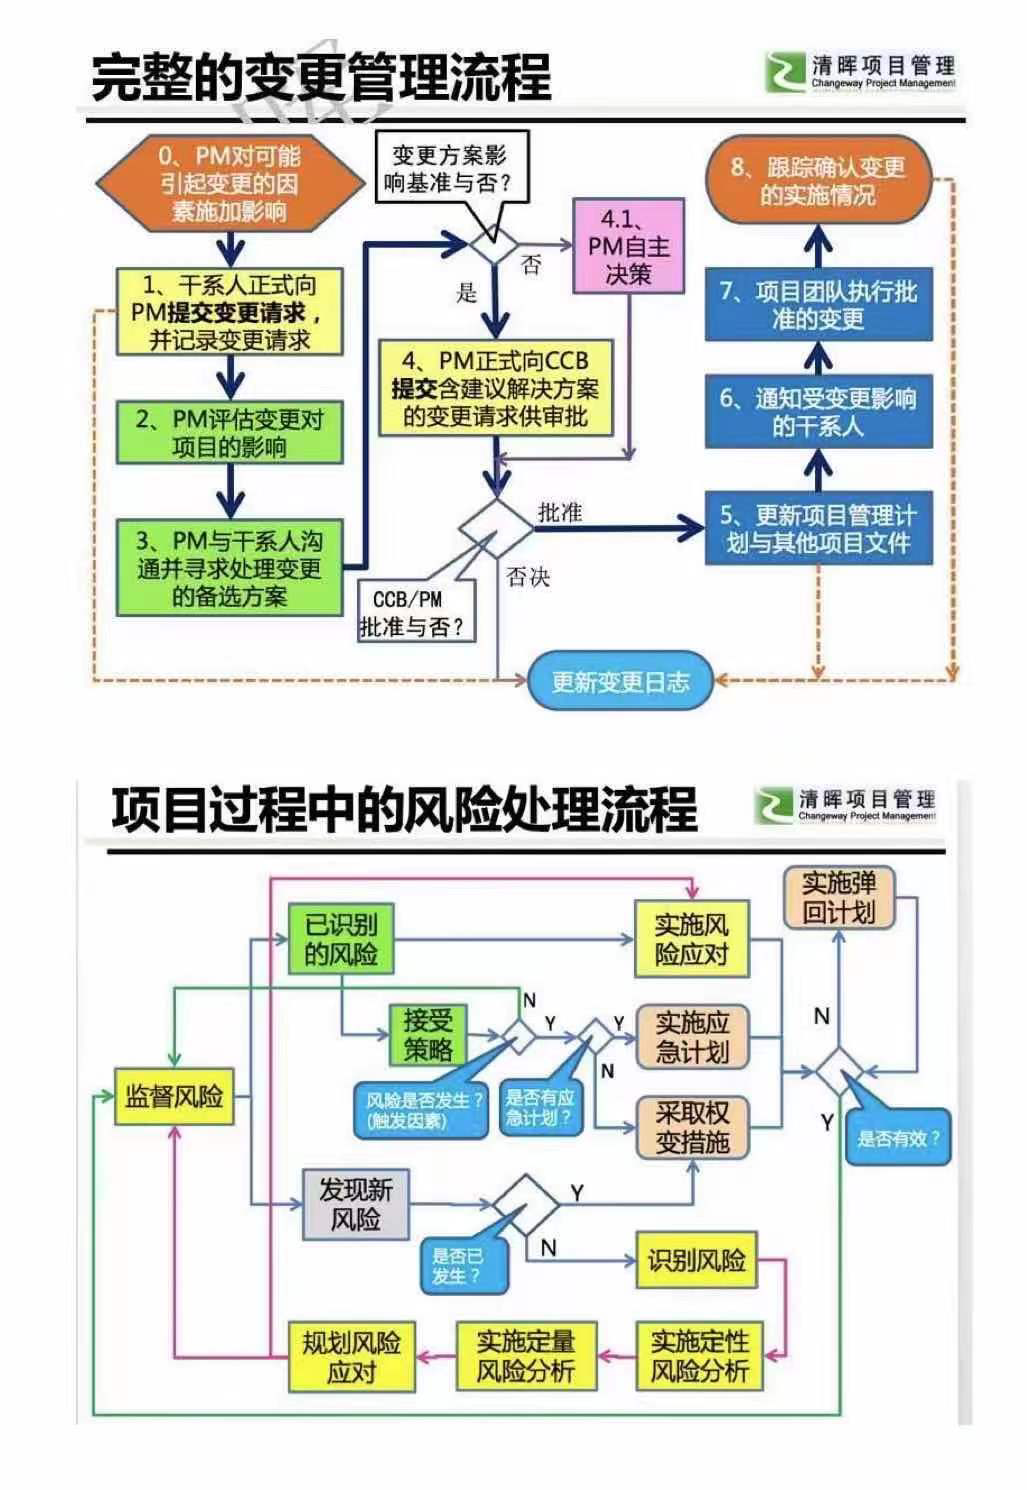 完整的变更管理流程
清晖项目管理
Changeway Project Management
0、PM对可能
引起变更的因
素施加影响
1、干系人正式向
PM提交变更请求，
并记录变更请求
2、PM评估变更对
项目的影响
3、PM与干系人沟
通并寻求处理变更
的备选方案
变更方案影
响基准与否？
否
是
4.1、
PM自主
决策
4、PM正式向CCB
提交含建议解决方案
的变更请求供审批
批准
否决
CCB/PM
批准与否？
8、跟踪确认变更
的实施情况
7、项目团队执行批
准的变更
6、通知受变更影响
的干系人
5、更新项目管理计
划与其他项目文件
更新变更日志
项目过程中的风险处理流程
清晖项目管理
Changeway Project Management
实施弹
回计划
已识别
的风险
实施风
险应对
N
接受
策略
Y
Y
实施应
急计划
N
N
监督风险
风险是否发生？
(触发因素)
是否有应
急计划？
采取权
变措施
Y
是否有效？
发现新
风险
Y
N
是否已
发生？
识别风险
规划风险
应对
实施定量
风险分析
实施定性
风险分析